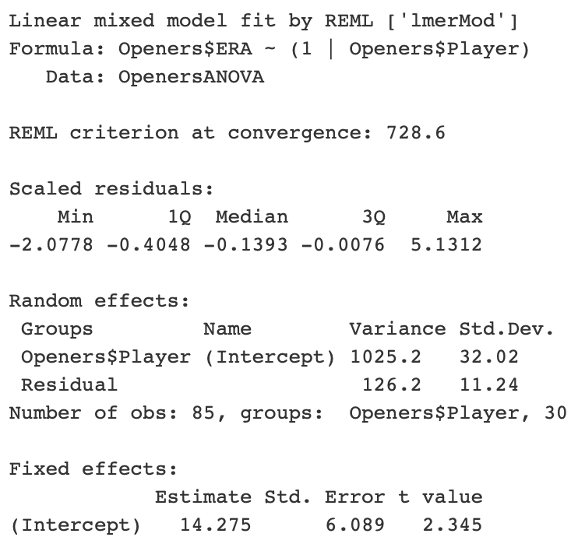 Linear mixed model fit by REML ['lmerMod']
Formula: Openers$ERA ~ (1 | Openers$Player)
   Data: OpenersANOVA

REML criterion at convergence: 728.6

Scaled residuals:
    Min      1Q  Median      3Q     Max
-2.0778 -0.4048 -0.1393 -0.0076  5.1312

Random effects:
 Groups         Name        Variance Std.Dev.
 Openers$Player (Intercept) 1025.2   32.02
 Residual                    126.2   11.24
Number of obs: 85, groups:  Openers$Player, 30

Fixed effects:
            Estimate Std. Error t value
(Intercept)   14.275      6.089   2.345